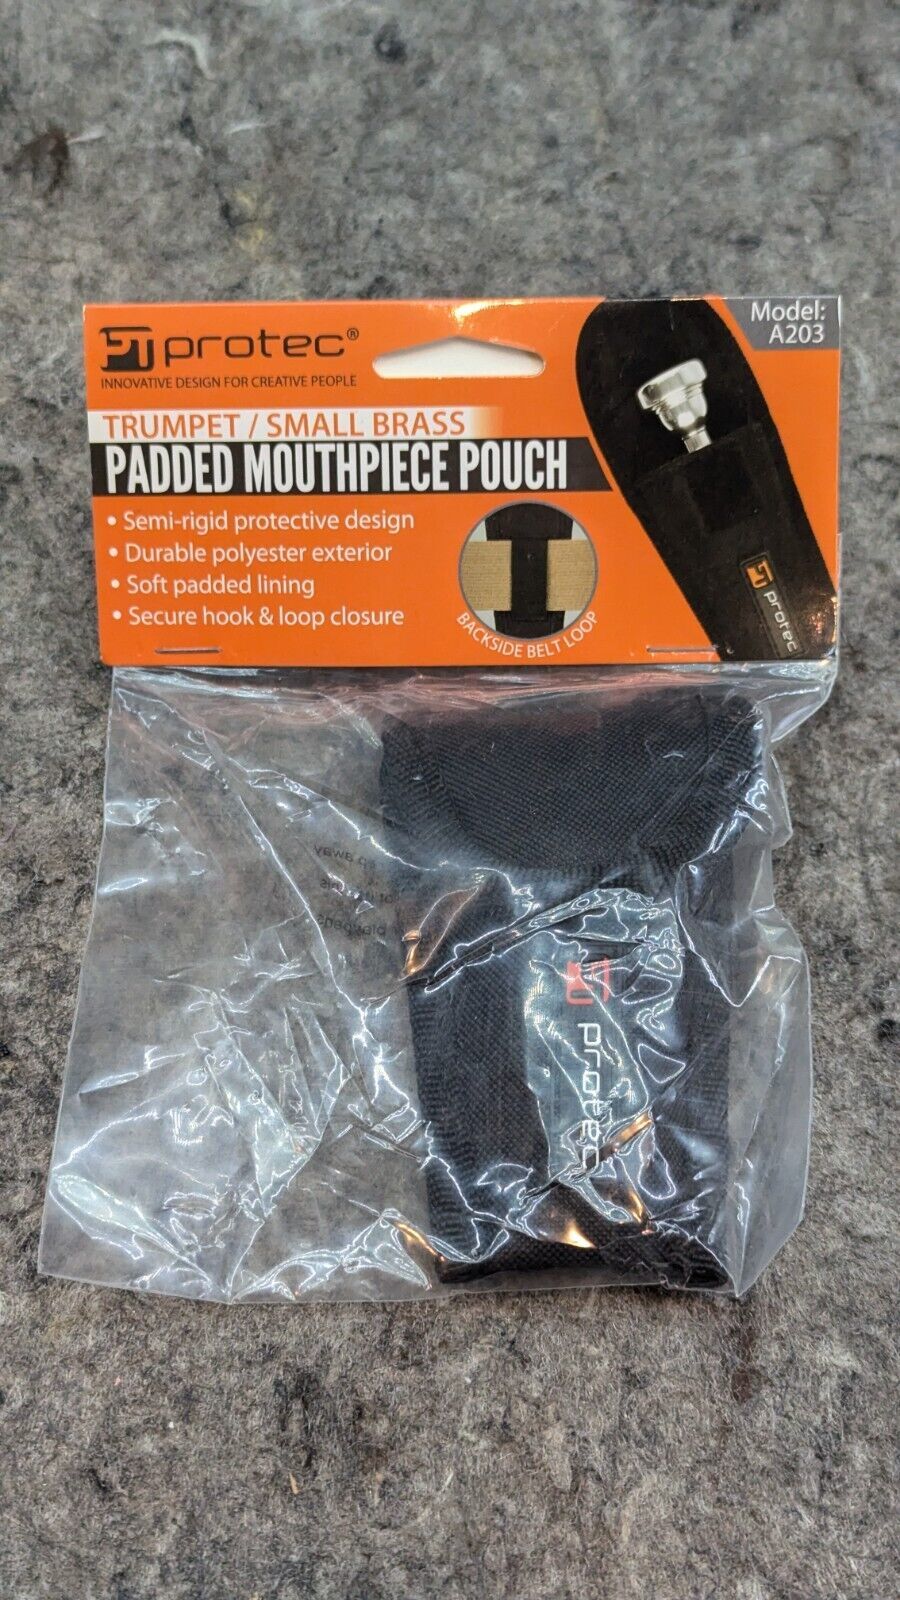 protec®
INNOVATIVE DESIGN FOR CREATIVE PEOPLE
Model:
A203
TRUMPET / SMALL BRASS
PADDED MOUTHPIECE POUCH
• Semi-rigid protective design
• Durable polyester exterior
• Soft padded lining
• Secure hook & loop closure
BACKSIDE BELT LOOP
protec
away
protec